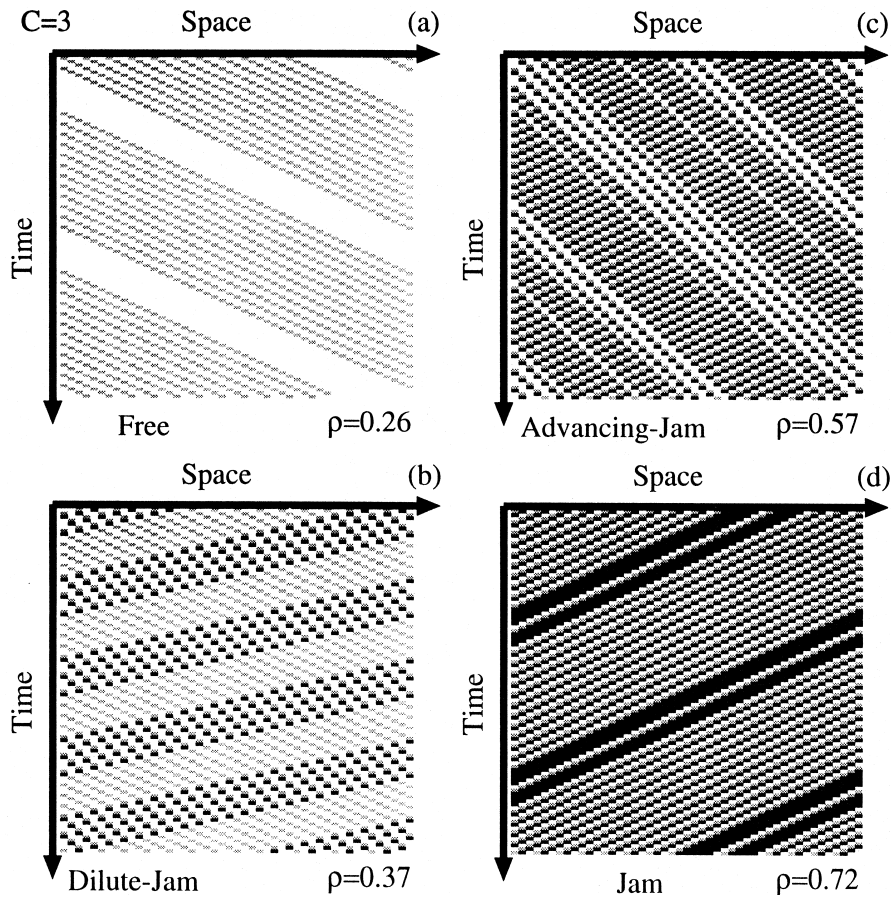 C=3 Space (a)
Time
Free ρ=0.26
Space (c)
Time
Advancing-Jam ρ=0.57
Space (b)
Time
Dilute-Jam ρ=0.37
Space (d)
Time
Jam ρ=0.72